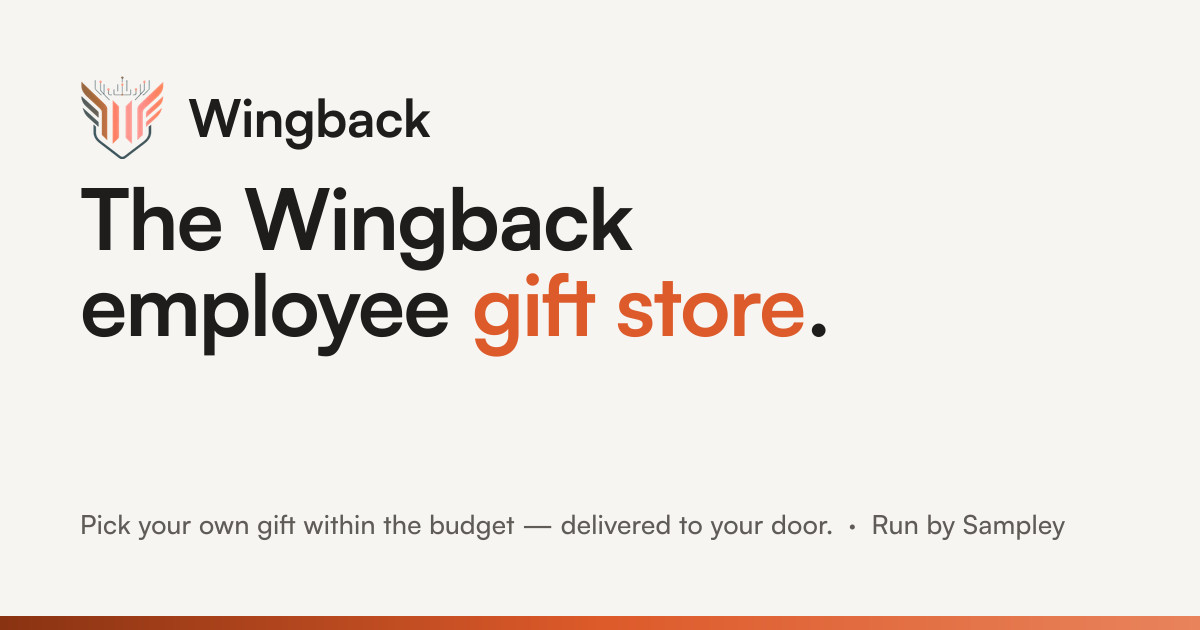 Wingback
The Wingback
employee gift store.
Pick your own gift within the budget — delivered to your door. · Run by Sampley